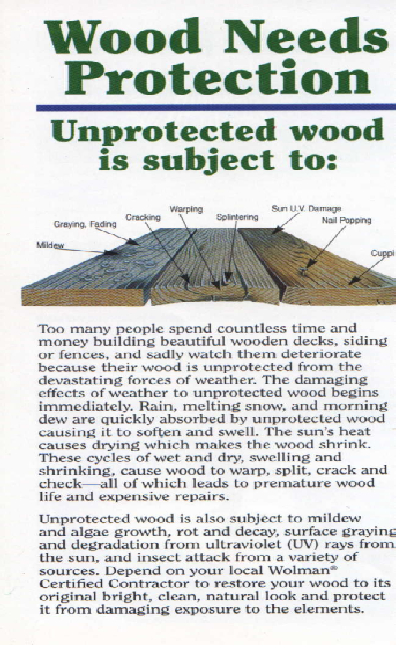 Wood Needs
Protection
Unprotected wood
is subject to:
Warping
Sun U.V. Damage
Cracking
Splintering
Nail Popping
Graying, Fading
Mildew
Cuppi
Too many people spend countless time and
money building beautiful wooden decks, siding
or fences, and sadly watch them deteriorate
because their wood is unprotected from the
devastating forces of weather. The damaging
effects of weather to unprotected wood begins
immediately. Rain, melting snow, and morning
dew are quickly absorbed by unprotected wood
causing it to soften and swell. The sun's heat
causes drying which makes the wood shrink.
These cycles of wet and dry, swelling and
shrinking, cause wood to warp, split, crack and
check—all of which leads to premature wood
life and expensive repairs.
Unprotected wood is also subject to mildew
and algae growth, rot and decay, surface graying
and degradation from ultraviolet (UV) rays from
the sun, and insect attack from a variety of
sources. Depend on your local Wolman®
Certified Contractor to restore your wood to its
original bright, clean, natural look and protect
it from damaging exposure to the elements.